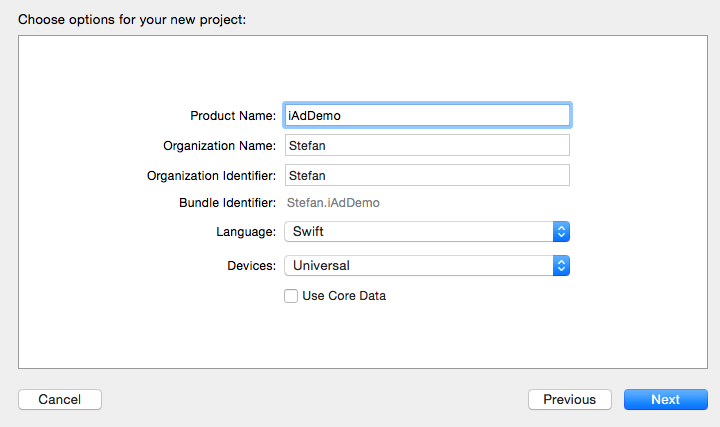 Choose options for your new project:
Product Name: iAdDemo
Organization Name: Stefan
Organization Identifier: Stefan
Bundle Identifier: Stefan.iAdDemo
Language: Swift
Devices: Universal
Use Core Data
Cancel Previous Next